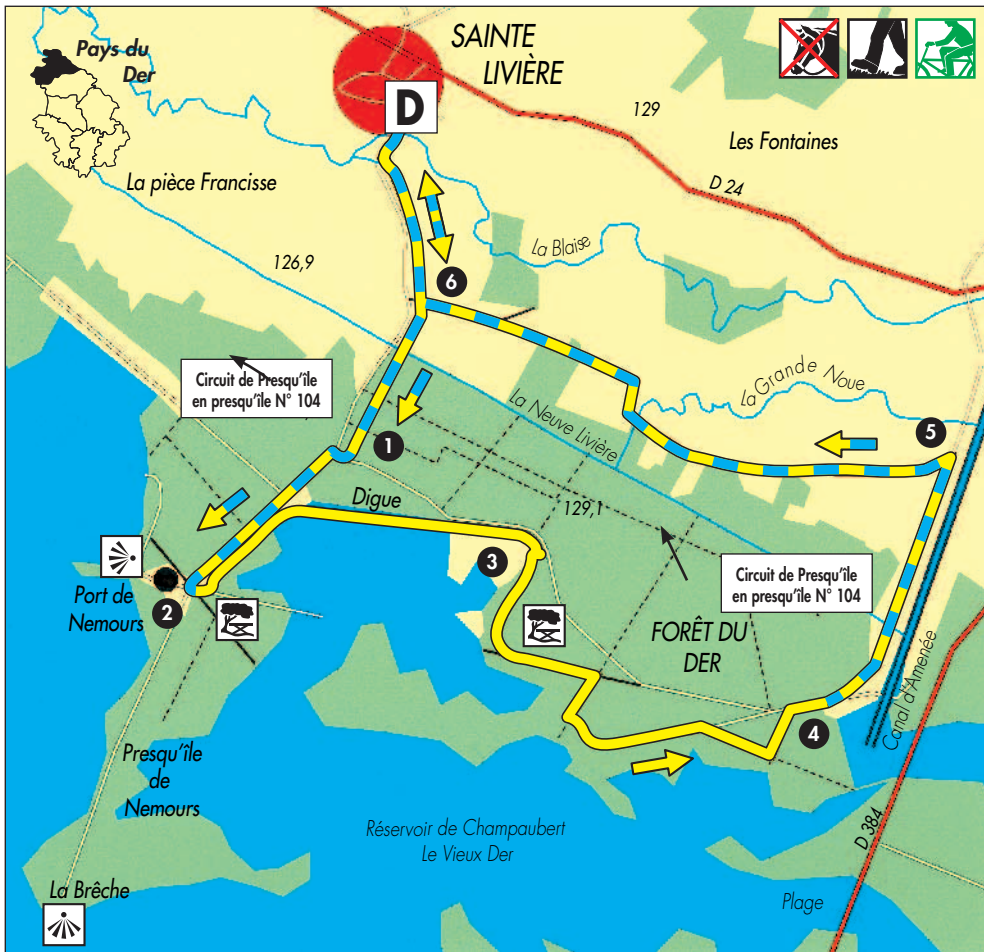 SAINTE
LIVIÈRE
Pays du
Der
D
129
Les Fontaines
La pièce Francisse
D 24
La Blaise
126,9
6
Circuit de Presqu'île
en presqu'île N° 104
La Grande Noue
La Neuve Livière
5
1
Digue
129,1
3
Circuit de Presqu'île
en presqu'île N° 104
Port de
Nemours
2
FORÊT DU
DER
Canal d'Amenée
4
Presqu'île
de
Nemours
Réservoir de Champaubert
Le Vieux Der
D 384
La Brêche
Plage